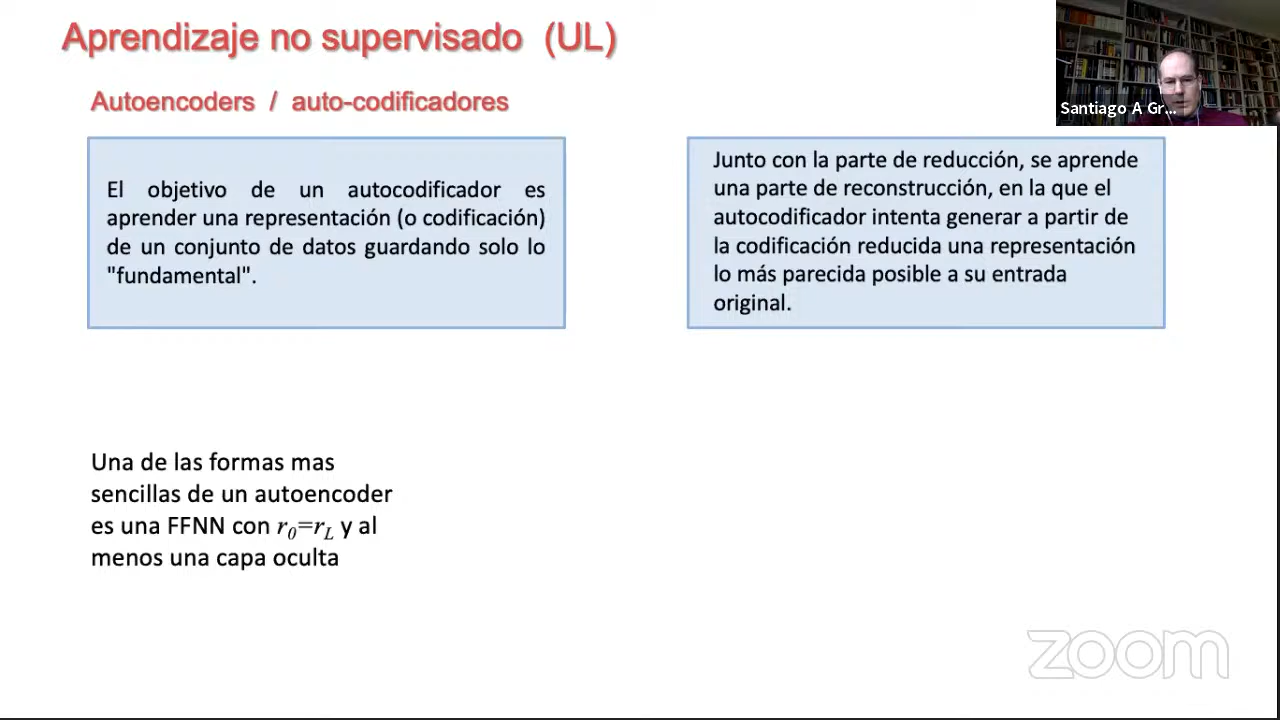 Aprendizaje no supervisado (UL)
Autoencoders / auto-codificadores
El objetivo de un autocodificador es
aprender una representación (o codificación)
de un conjunto de datos guardando solo lo
"fundamental".
Junto con la parte de reducción, se aprende
una parte de reconstrucción, en la que el
autocodificador intenta generar a partir de
la codificación reducida una representación
lo más parecida posible a su entrada
original.
Una de las formas mas
sencillas de un autoencoder
es una FFNN con r₀=r_L y al
menos una capa oculta
Santiago A Gr...
zoom